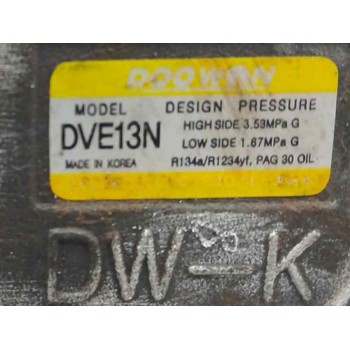 DOOWON
MODEL DESIGN PRESSURE
DVE13N HIGH SIDE 3.53MPa G
LOW SIDE 1.67MPa G
MADE IN KOREA R134a/R1234yf, PAG 30 OIL
DW-K